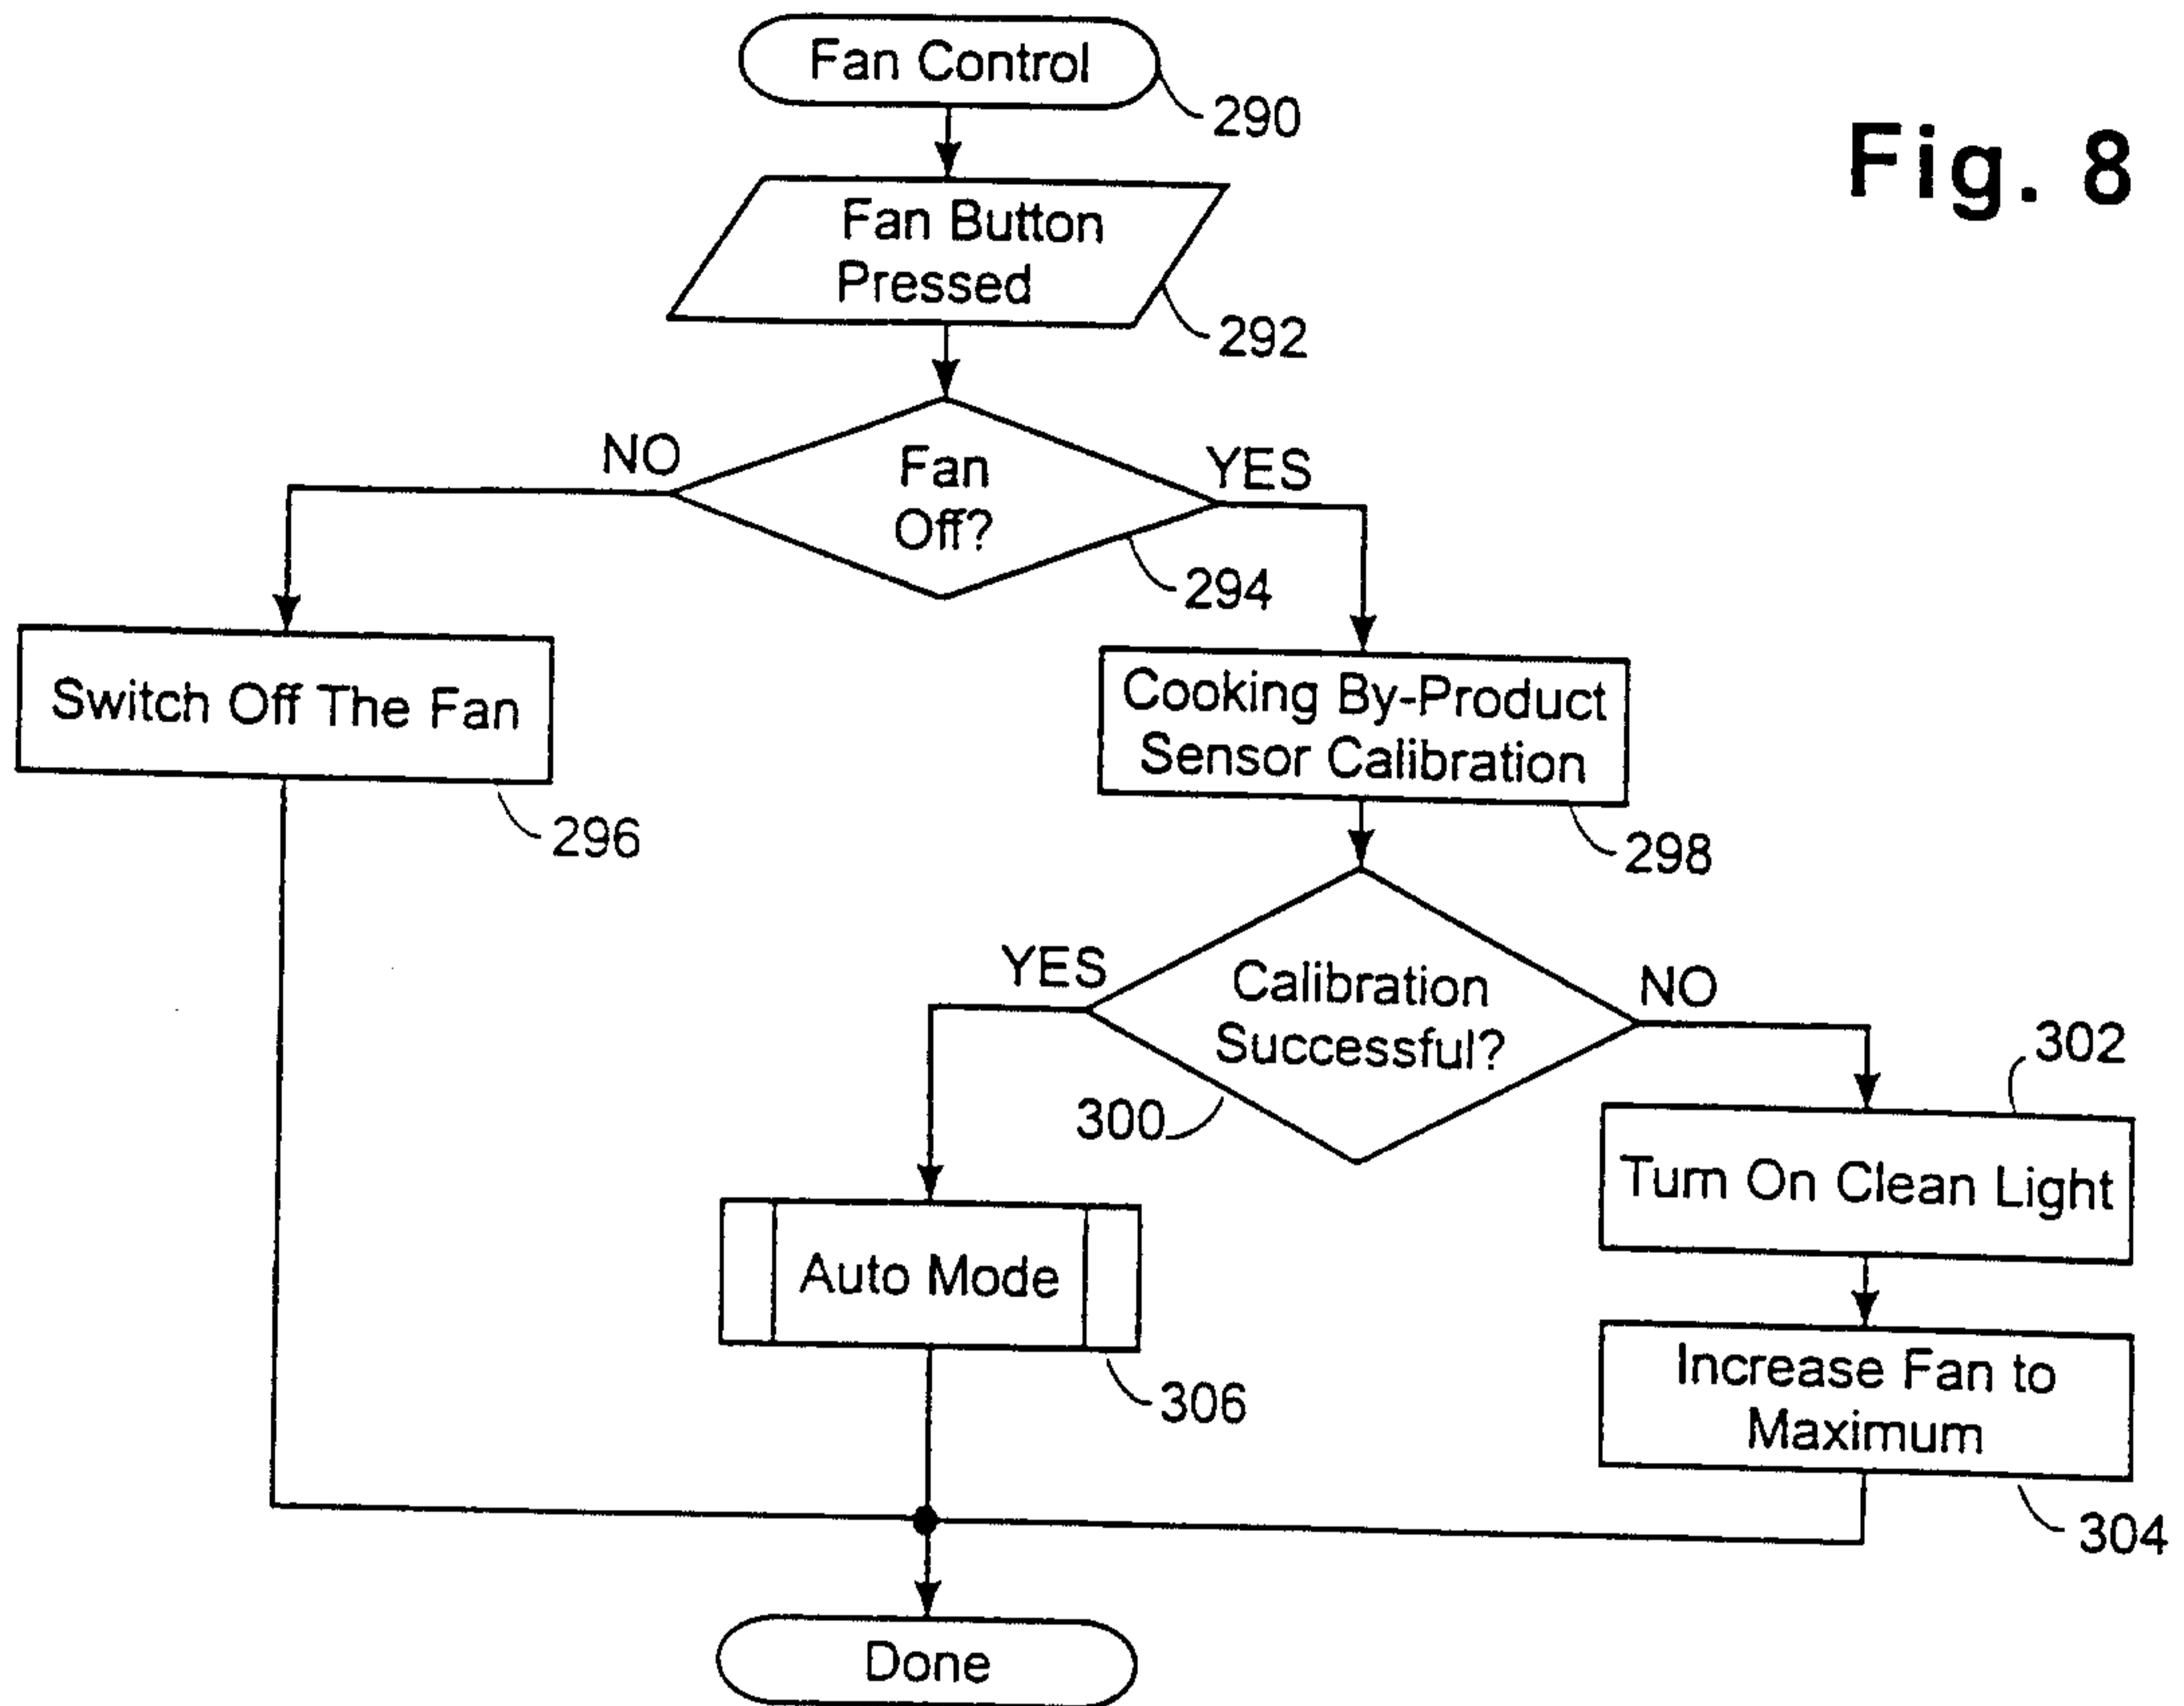 Fan Control
290
Fig. 8
Fan Button
Pressed
292
NO
Fan
Off?
YES
294
Switch Off The Fan
296
Cooking By-Product
Sensor Calibration
298
YES
Calibration
Successful?
NO
300
302
Turn On Clean Light
Auto Mode
306
Increase Fan to
Maximum
304
Done